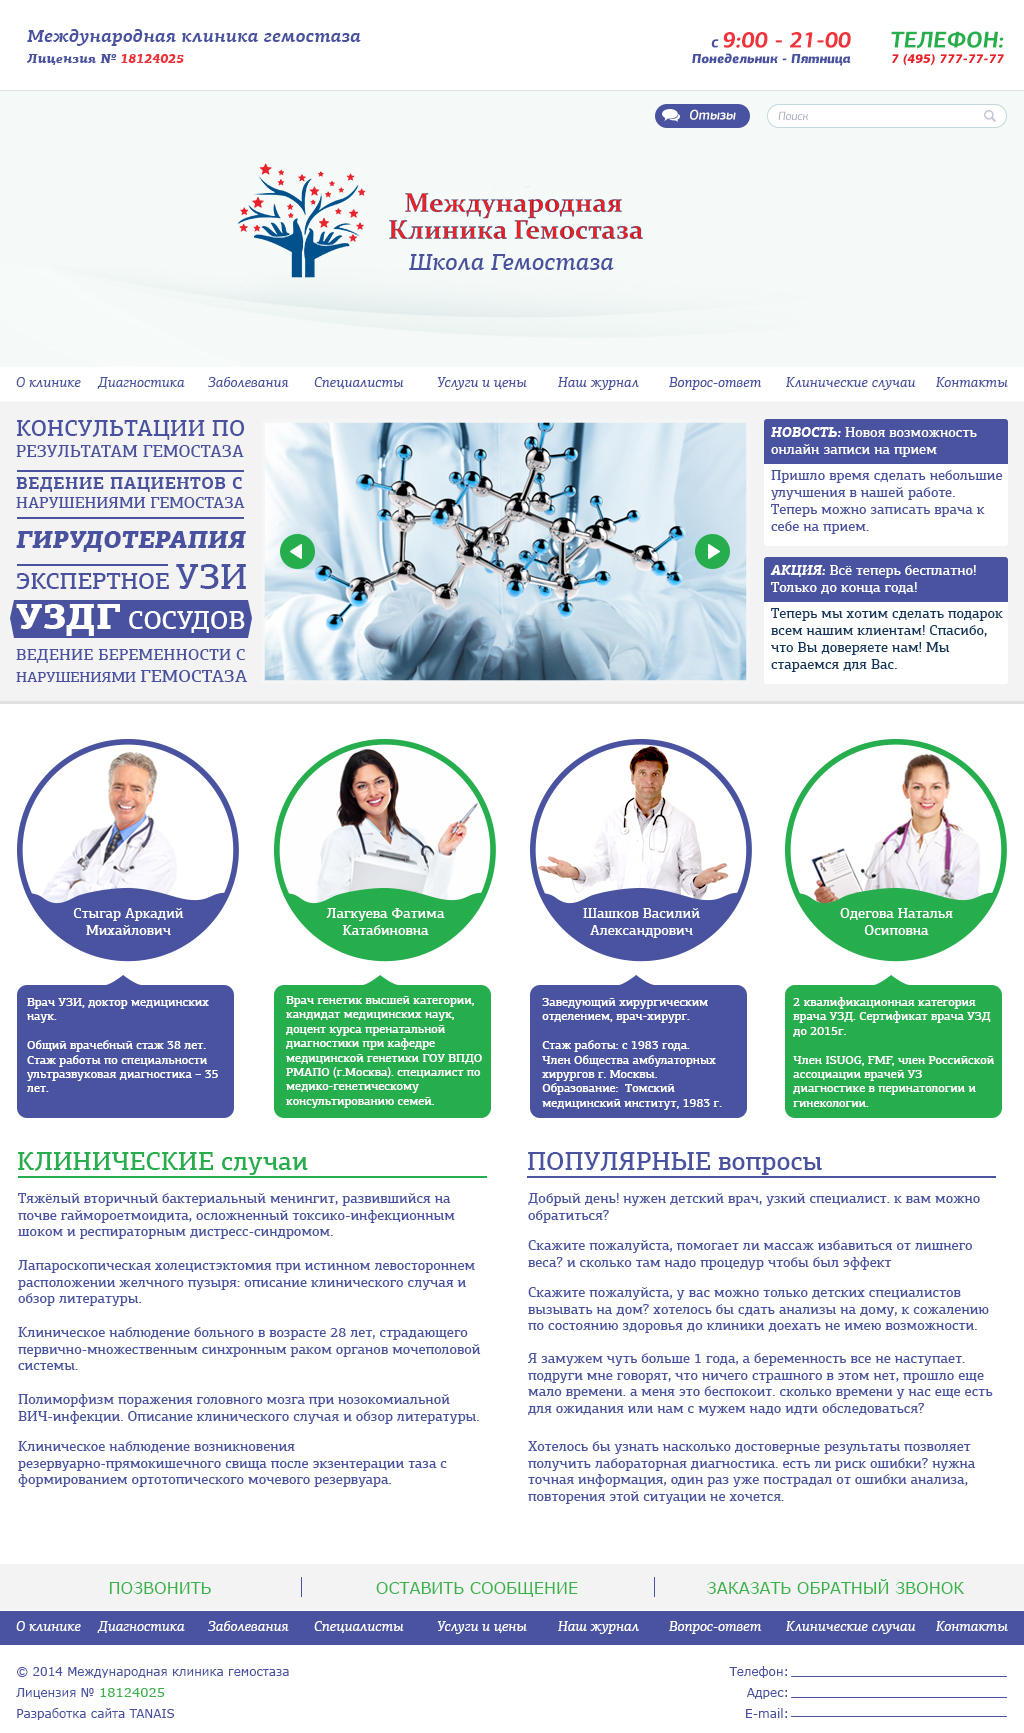 Международная клиника гемостаза
Лицензия № 18124025
с 9:00 - 21-00
Понедельник - Пятница
ТЕЛЕФОН:
7 (495) 777-77-77
Отызы
Поиск
Международная
Клиника Гемостаза
Школа Гемостаза
О клинике Диагностика Заболевания Специалисты Услуги и цены Наш журнал Вопрос-ответ Клинические случаи Контакты
КОНСУЛЬТАЦИИ ПО
РЕЗУЛЬТАТАМ ГЕМОСТАЗА
ВЕДЕНИЕ ПАЦИЕНТОВ С
НАРУШЕНИЯМИ ГЕМОСТАЗА
ГИРУДОТЕРАПИЯ
ЭКСПЕРТНОЕ УЗИ
УЗДГ СОСУДОВ
ВЕДЕНИЕ БЕРЕМЕННОСТИ С
НАРУШЕНИЯМИ ГЕМОСТАЗА
НОВОСТЬ: Новоя возможность
онлайн записи на прием
Пришло время сделать небольшие
улучшения в нашей работе.
Теперь можно записать врача к
себе на прием.
АКЦИЯ: Всё теперь бесплатно!
Только до конца года!
Теперь мы хотим сделать подарок
всем нашим клиентам! Спасибо,
что Вы доверяете нам! Мы
стараемся для Вас.
Стыгар Аркадий
Михайлович
Лагкуева Фатима
Катабиновна
Шашков Василий
Александрович
Одегова Наталья
Осиповна
Врач УЗИ, доктор медицинских
наук.
Общий врачебный стаж 38 лет.
Стаж работы по специальности
ультразвуковая диагностика – 35
лет.
Врач генетик высшей категории,
кандидат медицинских наук,
доцент курса пренатальной
диагностики при кафедре
медицинской генетики ГОУ ВПДО
РМАПО (г.Москва). специалист по
медико-генетическому
консультированию семей.
Заведующий хирургическим
отделением, врач-хирург.
Стаж работы: с 1983 года.
Член Общества амбулаторных
хирургов г. Москвы.
Образование: Томский
медицинский институт, 1983 г.
2 квалификационная категория
врача УЗД. Сертификат врача УЗД
до 2015г.
Член ISUOG, FMF, член Российской
ассоциации врачей УЗ
диагностике в перинатологии и
гинекологии.
КЛИНИЧЕСКИЕ случаи
Тяжёлый вторичный бактериальный менингит, развившийся на
почве гаймороетмоидита, осложненный токсико-инфекционным
шоком и респираторным дистресс-синдромом.
Лапароскопическая холецистэктомия при истинном левостороннем
расположении желчного пузыря: описание клинического случая и
обзор литературы.
Клиническое наблюдение больного в возрасте 28 лет, страдающего
первично-множественным синхронным раком органов мочеполовой
системы.
Полиморфизм поражения головного мозга при нозокомиальной
ВИЧ-инфекции. Описание клинического случая и обзор литературы.
Клиническое наблюдение возникновения
резервуарно-прямокишечного свища после экзентерации таза с
формированием ортотопического мочевого резервуара.
ПОПУЛЯРНЫЕ вопросы
Добрый день! нужен детский врач, узкий специалист. к вам можно
обратиться?
Скажите пожалуйста, помогает ли массаж избавиться от лишнего
веса? и сколько там надо процедур чтобы был эффект
Скажите пожалуйста, у вас можно только детских специалистов
вызывать на дом? хотелось бы сдать анализы на дому, к сожалению
по состоянию здоровья до клиники доехать не имею возможности.
Я замужем чуть больше 1 года, а беременность все не наступает.
подруги мне говорят, что ничего страшного в этом нет, прошло еще
мало времени. а меня это беспокоит. сколько времени у нас еще есть
для ожидания или нам с мужем надо идти обследоваться?
Хотелось бы узнать насколько достоверные результаты позволяет
получить лабораторная диагностика. есть ли риск ошибки? нужна
точная информация, один раз уже пострадал от ошибки анализа,
повторения этой ситуации не хочется.
ПОЗВОНИТЬ ОСТАВИТЬ СООБЩЕНИЕ ЗАКАЗАТЬ ОБРАТНЫЙ ЗВОНОК
О клинике Диагностика Заболевания Специалисты Услуги и цены Наш журнал Вопрос-ответ Клинические случаи Контакты
© 2014 Международная клиника гемостаза
Лицензия № 18124025
Разработка сайта TANAIS
Телефон:
Адрес:
E-mail: